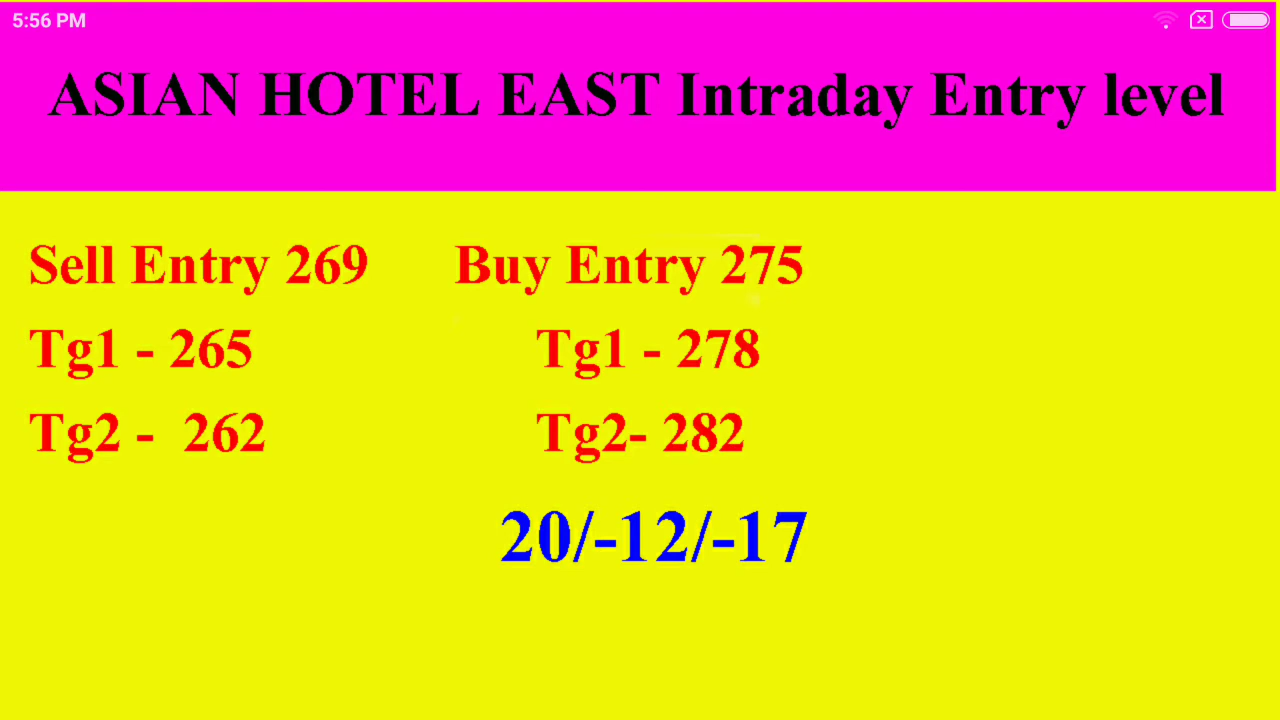 5:56 PM
ASIAN HOTEL EAST Intraday Entry level
Sell Entry 269 Buy Entry 275
Tg1 - 265 Tg1 - 278
Tg2 - 262 Tg2- 282
20/-12/-17